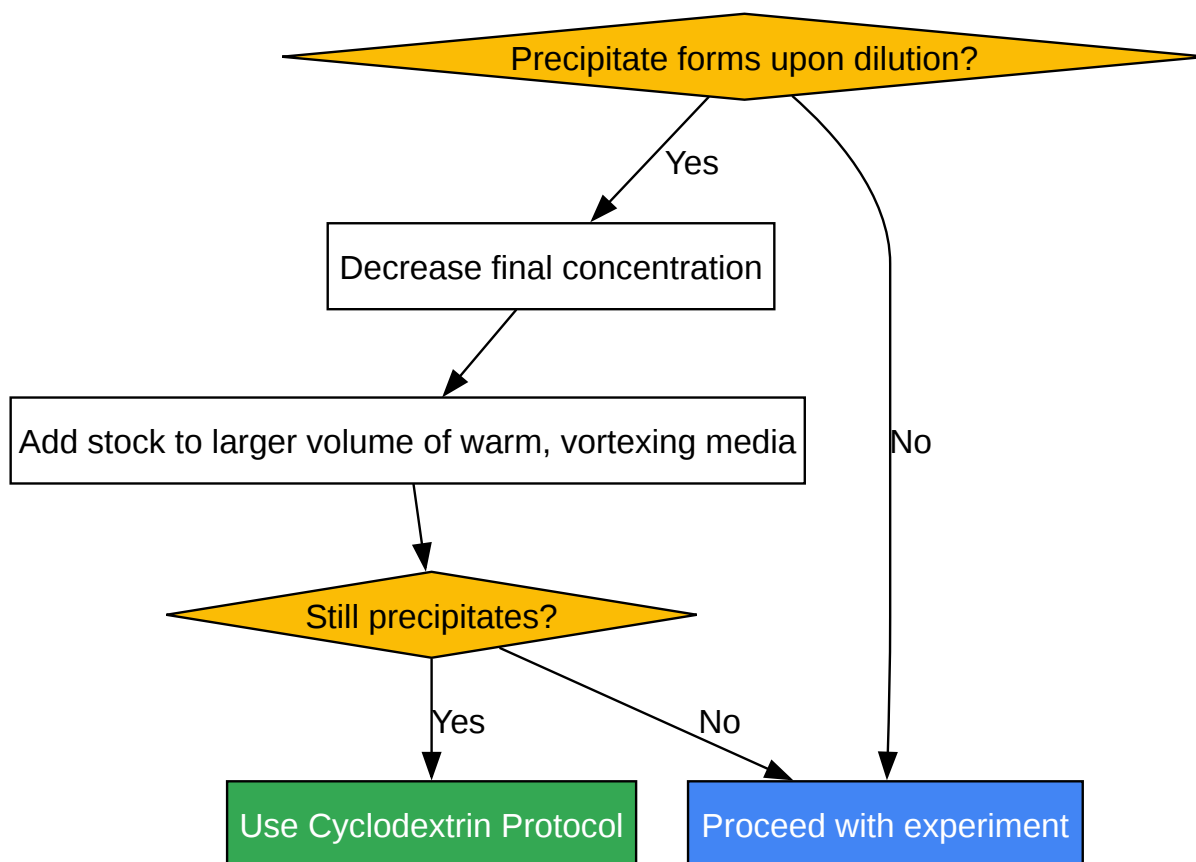 Precipitate forms upon dilution?
Yes
Decrease final concentration
Add stock to larger volume of warm, vortexing media
No
Still precipitates?
Yes
No
Use Cyclodextrin Protocol
Proceed with experiment